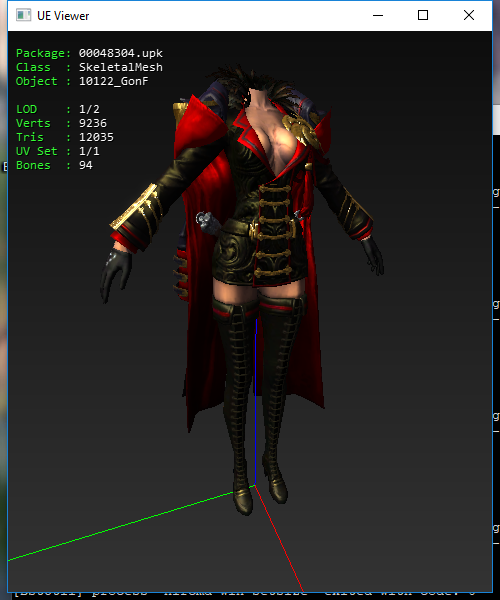 UE Viewer
Package: 00048304.upk
Class : SkeletalMesh
Object : 10122_GonF
LOD : 1/2
Verts : 9236
Tris : 12035
UV Set : 1/1
Bones : 94